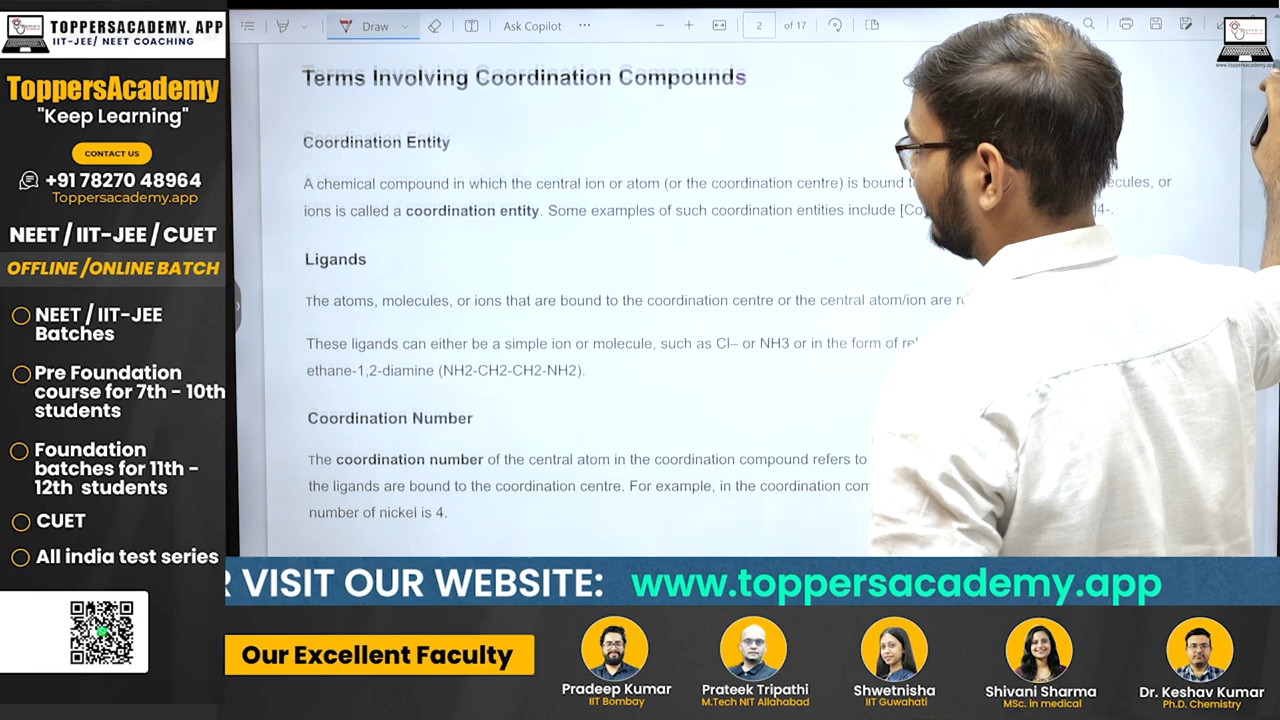 TOPPERSACADEMY. APP
IIT-JEE/ NEET COACHING
ToppersAcademy
"Keep Learning"
CONTACT US
+91 78270 48964
Toppersacademy.app
NEET / IIT-JEE / CUET
OFFLINE /ONLINE BATCH
NEET / IIT-JEE
Batches
Pre Foundation
course for 7th - 10th
students
Foundation
batches for 11th -
12th students
CUET
All india test series
Draw
Ask Copilot
2
of 17
www.toppersacademy.app
Terms Involving Coordination Compounds
Coordination Entity
A chemical compound in which the central ion or atom (or the coordination centre) is bound
or
ions is called a coordination entity. Some examples of such coordination entities include [Co
]4-.
Ligands
The atoms, molecules, or ions that are bound to the coordination centre or the central atom/ion are
These ligands can either be a simple ion or molecule, such as Cl– or NH3 or in the form of
ethane-1,2-diamine (NH2-CH2-CH2-NH2).
Coordination Number
The coordination number of the central atom in the coordination compound refers to
the ligands are bound to the coordination centre. For example, in the coordination
number of nickel is 4.
VISIT OUR WEBSITE: www.toppersacademy.app
Our Excellent Faculty
Pradeep Kumar
IIT Bombay
Prateek Tripathi
M.Tech NIT Allahabad
Shwetnisha
IIT Guwahati
Shivani Sharma
MSc. in medical
Dr. Keshav Kumar
Ph.D. Chemistry